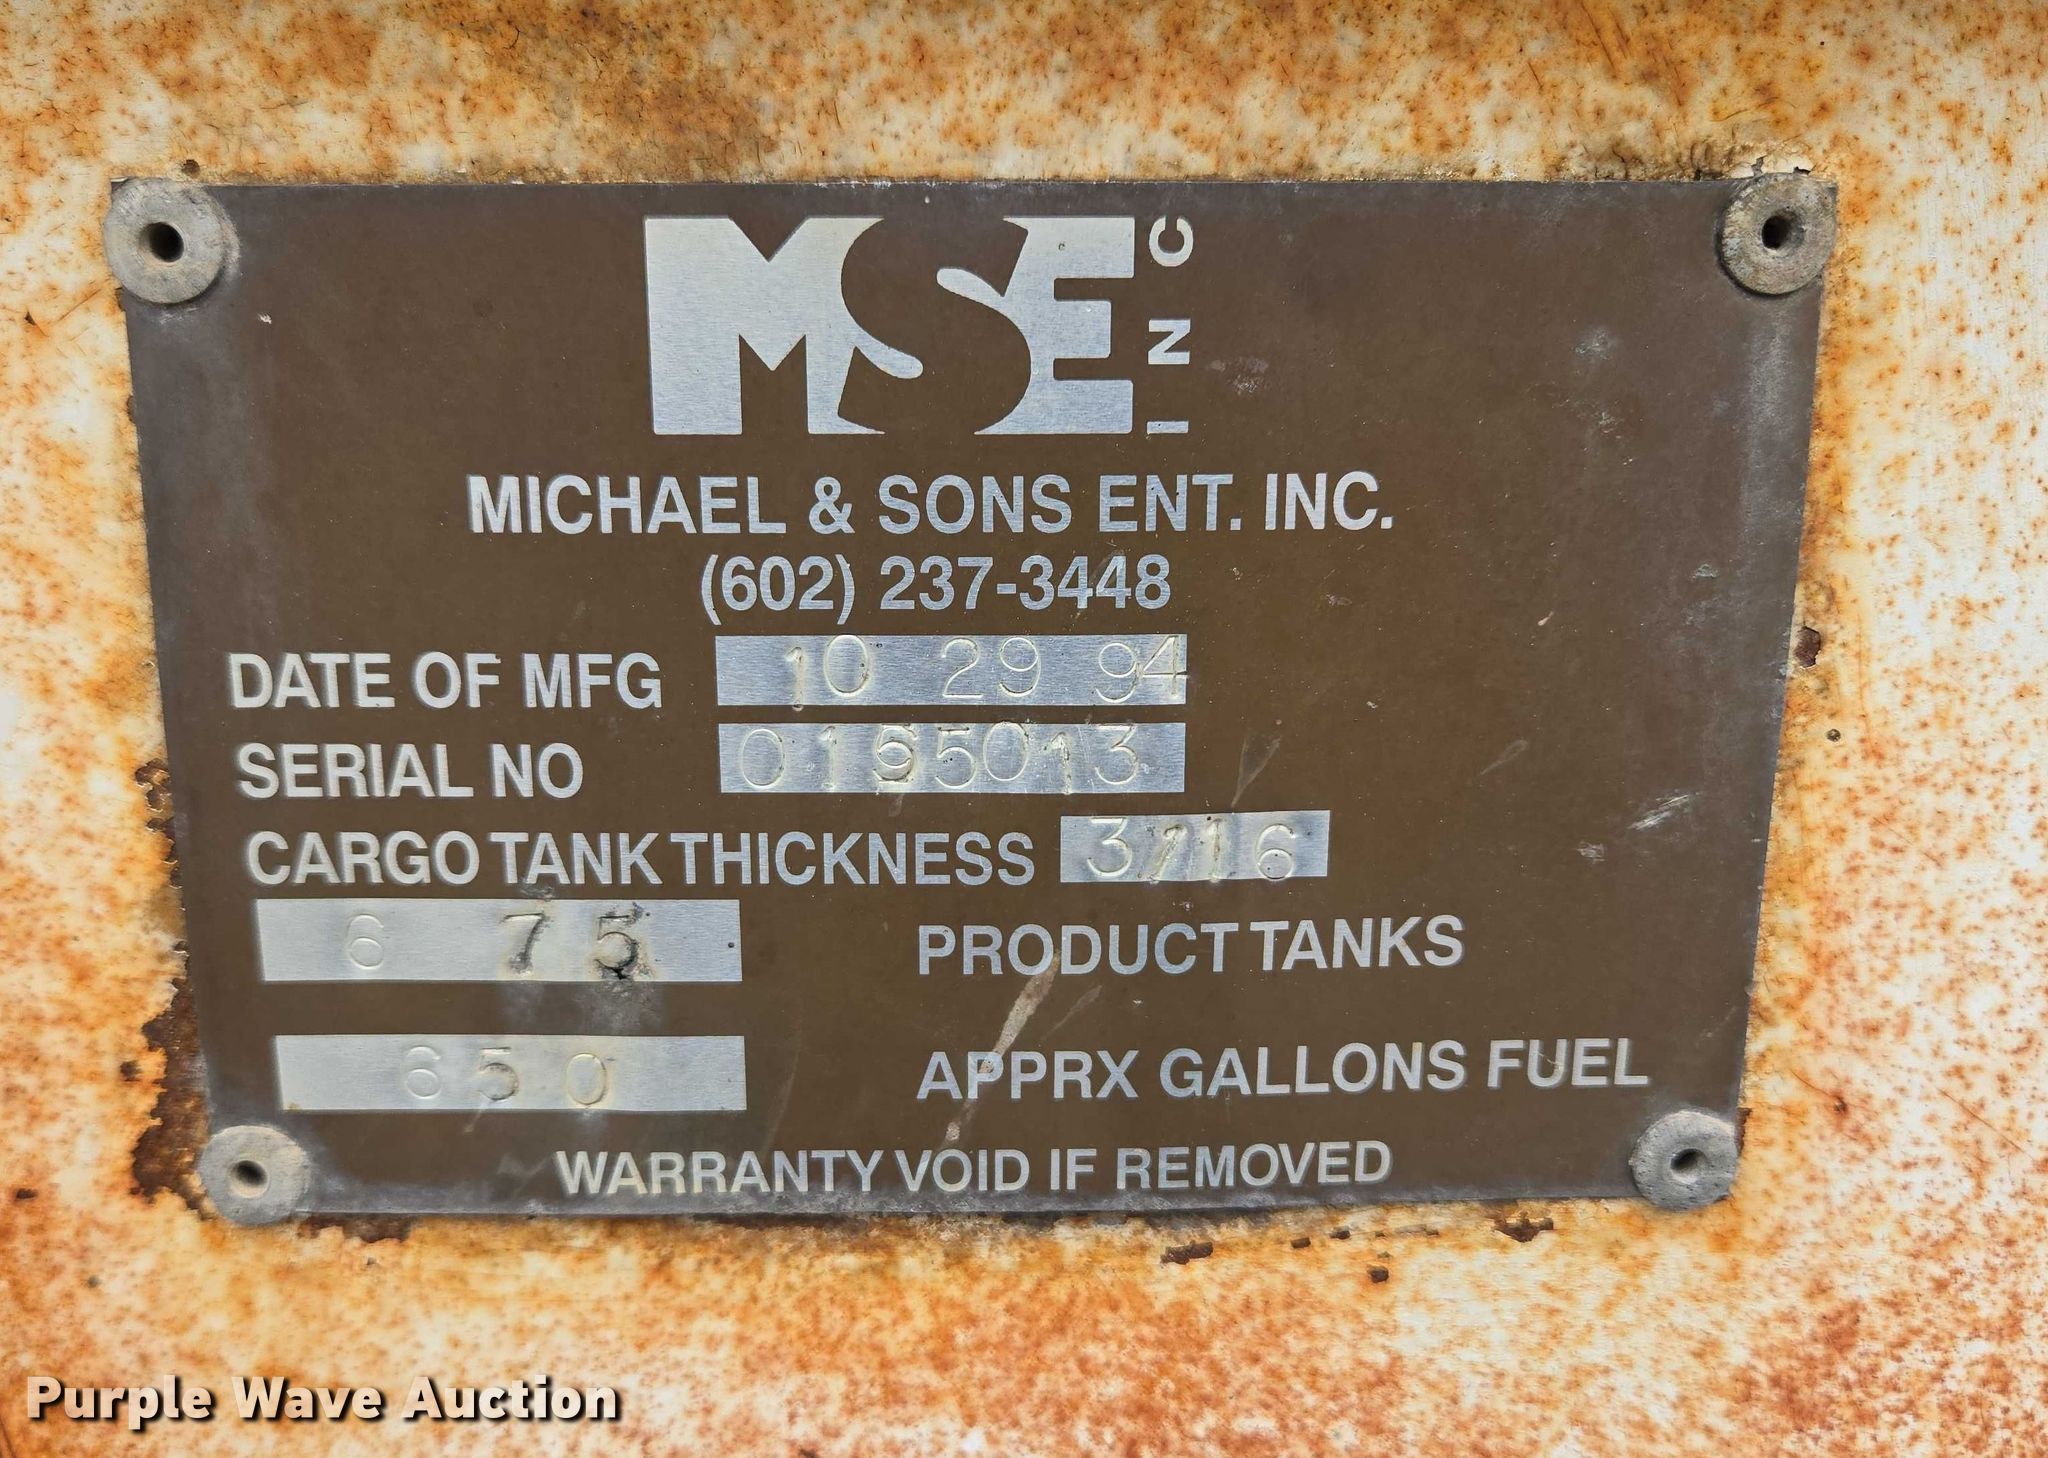 MSE INC
MICHAEL & SONS ENT. INC.
(602) 237-3448
DATE OF MFG 10 29 94
SERIAL NO
CARGO TANK THICKNESS 3/16
6 75 PRODUCT TANKS
650 APPRX GALLONS FUEL
WARRANTY VOID IF REMOVED
Purple Wave Auction